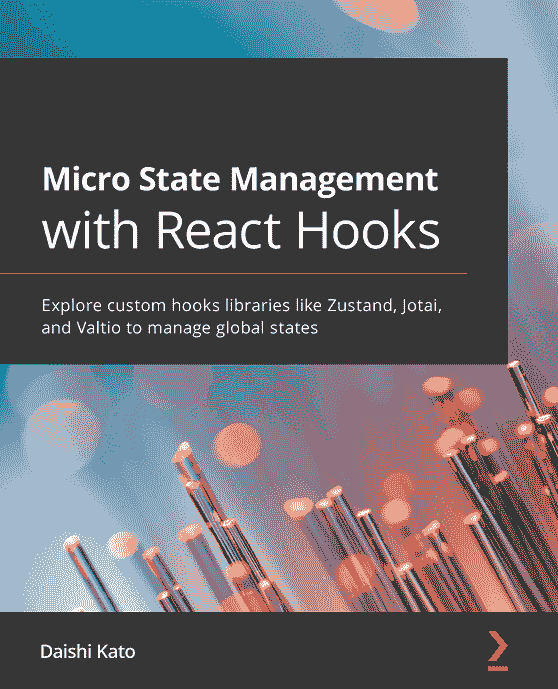 Micro State Management
with React Hooks
Explore custom hooks libraries like Zustand, Jotai,
and Valtio to manage global states
Daishi Kato